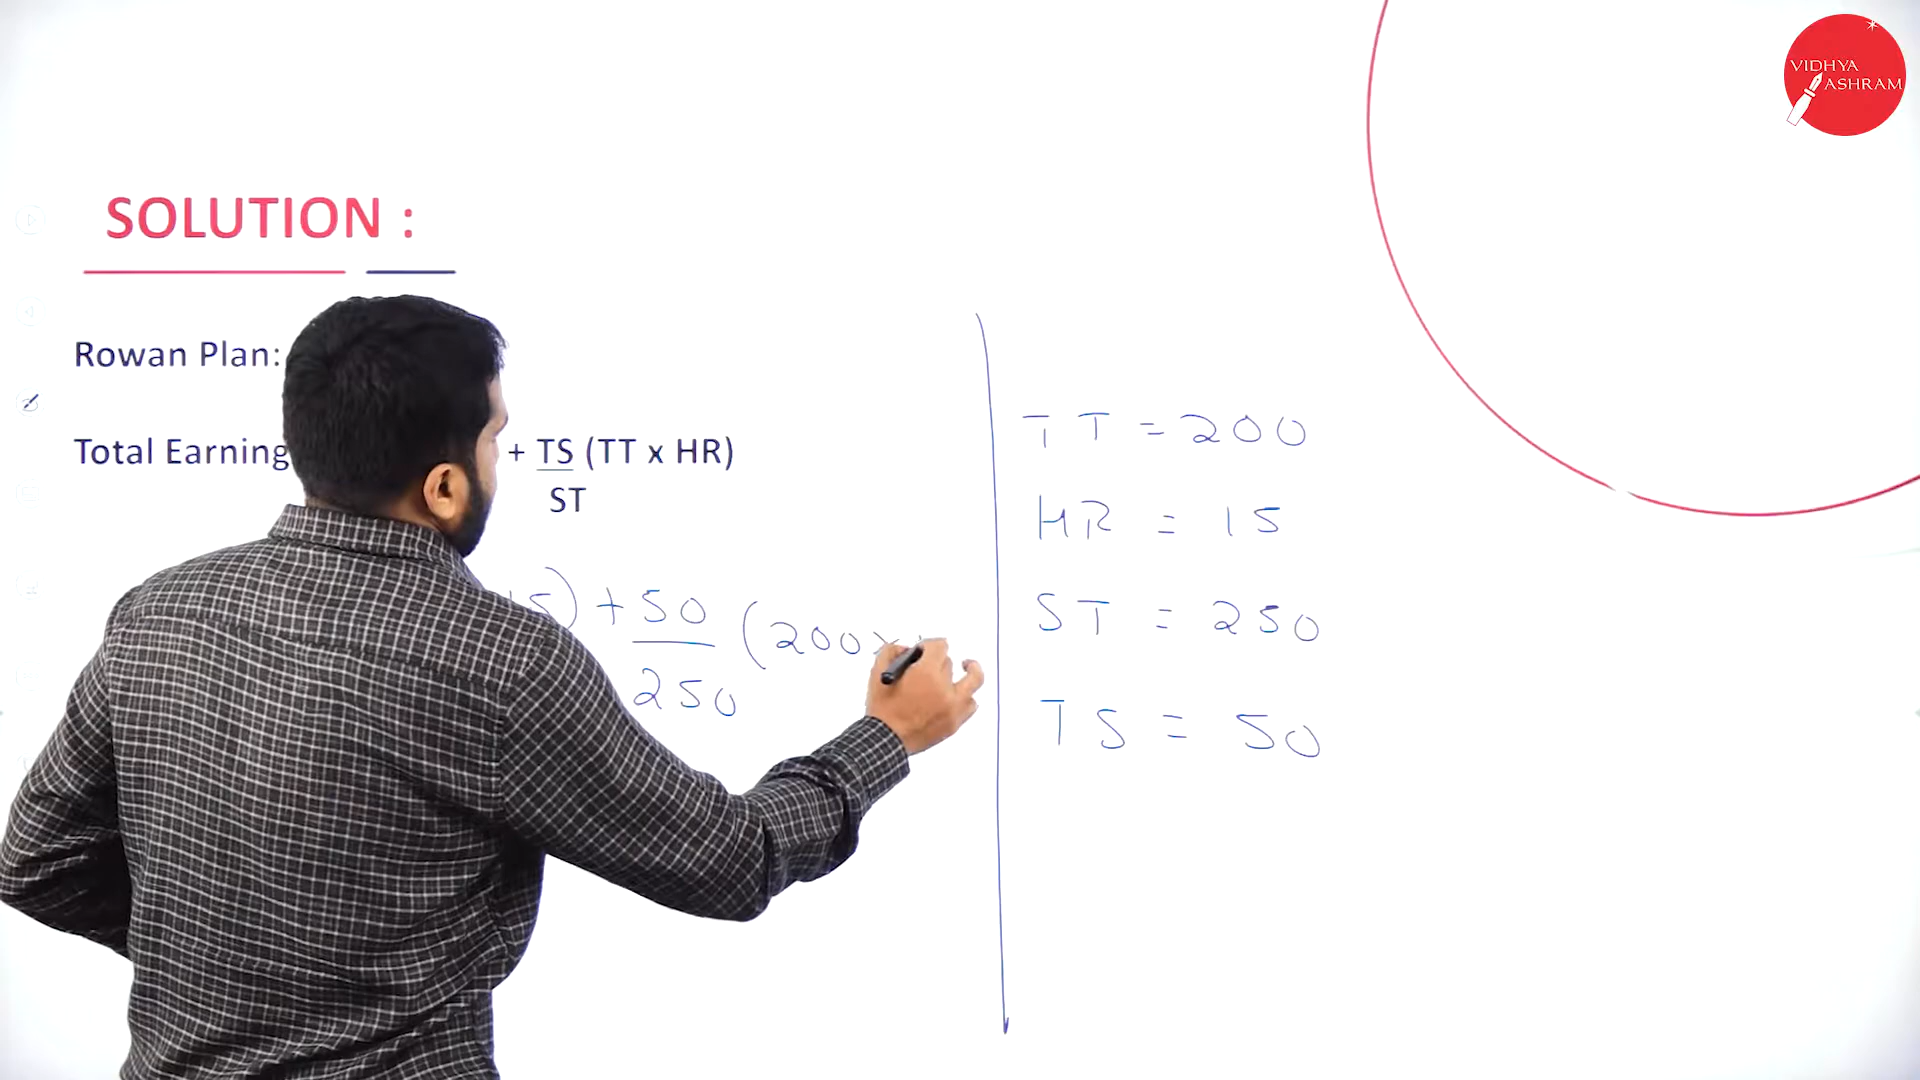 VIDHYA
ASHRAM
SOLUTION :
Rowan Plan:
Total Earning + TS (TT x HR)
ST
15) + 50 (200 x
250
TT = 200
HR = 15
ST = 250
TS = 50